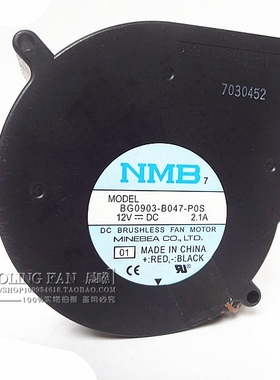 7030452
NMB 7
MODEL
BG0903-B047-P0S
12V DC 2.1A
DC BRUSHLESS FAN MOTOR
MINEBEA CO., LTD.
01 MADE IN CHINA
+:RED,-:BLACK